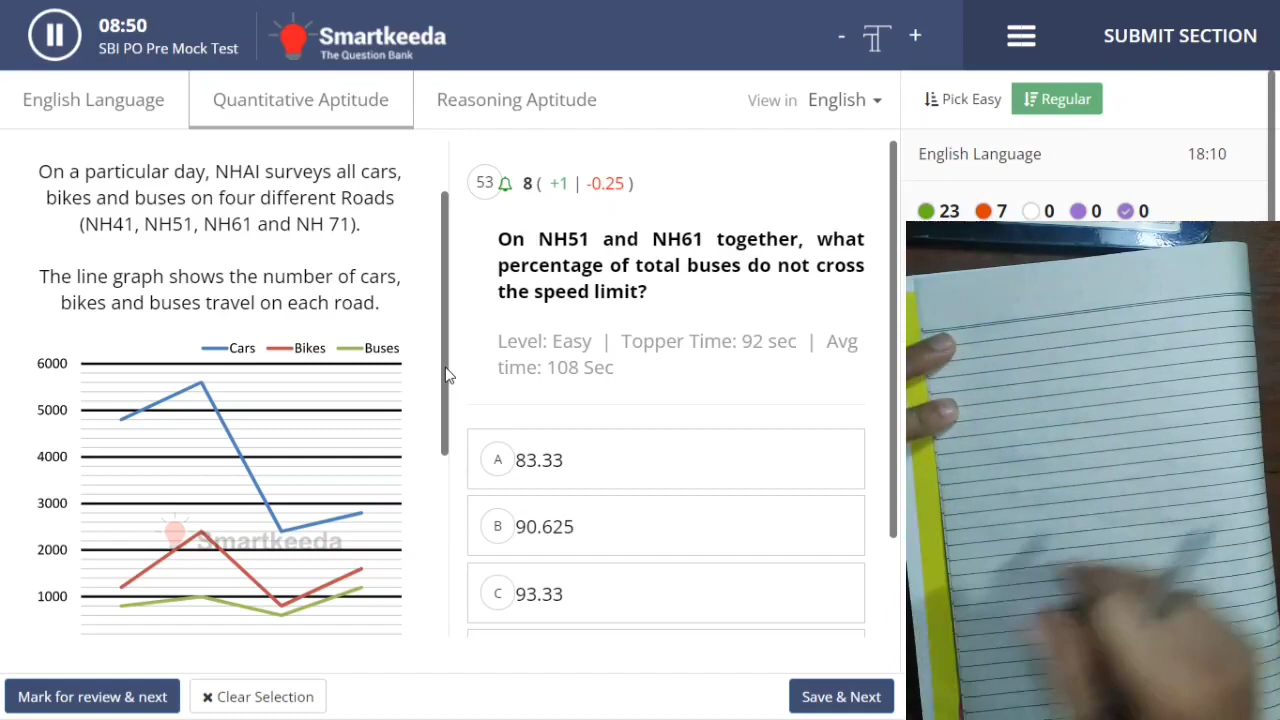 08:50
SBI PO Pre Mock Test
Smartkeeda
The Question Bank
- T +
SUBMIT SECTION
English Language
Quantitative Aptitude
Reasoning Aptitude
View in English
Pick Easy
Regular
English Language 18:10
23 7 0 0 0
On a particular day, NHAI surveys all cars,
bikes and buses on four different Roads
(NH41, NH51, NH61 and NH 71).
The line graph shows the number of cars,
bikes and buses travel on each road.
Cars Bikes Buses
6000
5000
4000
3000
2000
1000
Smartkeeda
53 8 ( +1 | -0.25 )
On NH51 and NH61 together, what
percentage of total buses do not cross
the speed limit?
Level: Easy | Topper Time: 92 sec | Avg
time: 108 Sec
A 83.33
B 90.625
C 93.33
Mark for review & next
Clear Selection
Save & Next